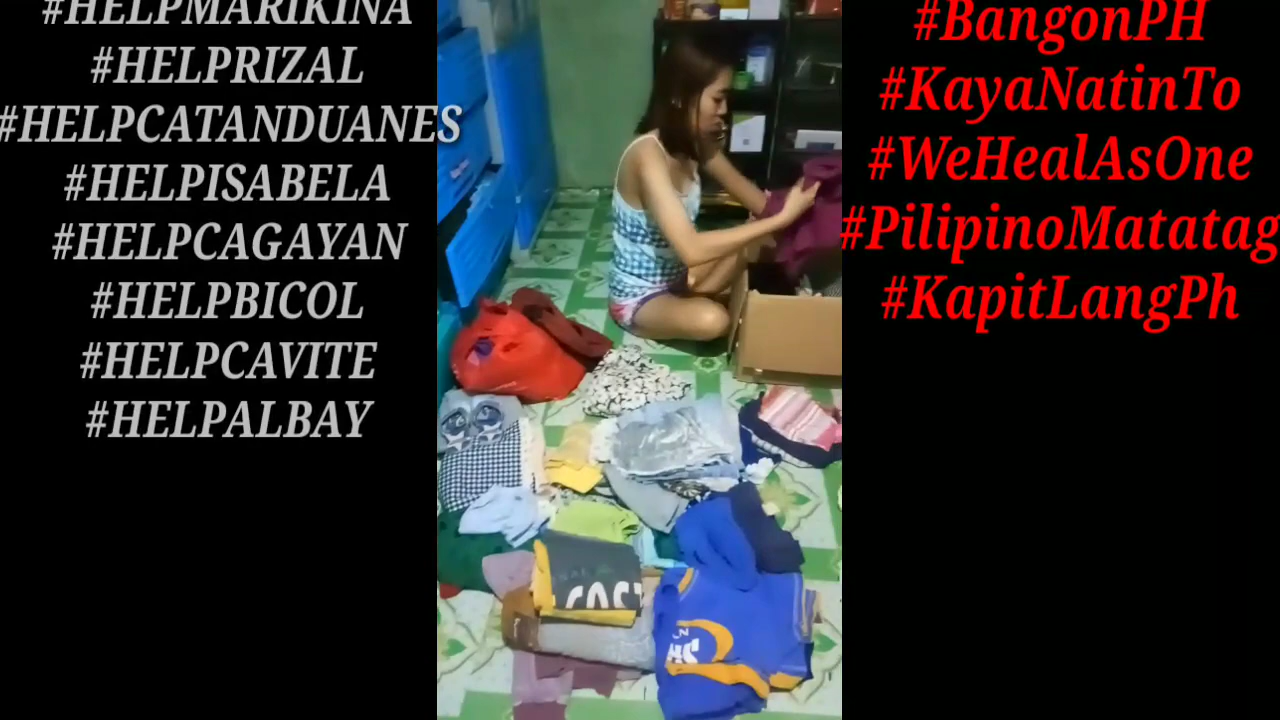 #HELPMARIKINA
#HELPRIZAL
#HELPCATANDUANES
#HELPISABELA
#HELPCAGAYAN
#HELPBICOL
#HELPCAVITE
#HELPALBAY
#BangonPH
#KayaNatinTo
#WeHealAsOne
#PilipinoMatatag
#KapitLangPh